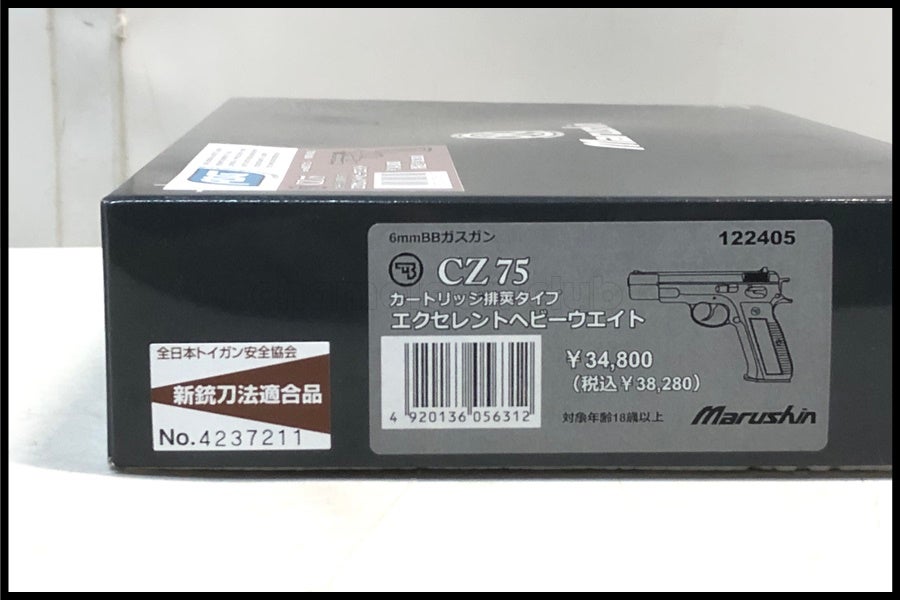 Marushin
6mmBBガスガン
122405
CZ 75
カートリッジ排莢タイプ
エクセレントヘビーウエイト
¥34,800
(税込¥38,280)
4 920136 056312
対象年齢18歳以上
Marushin
全日本トイガン安全協会
新銃刀法適合品
No.4237211